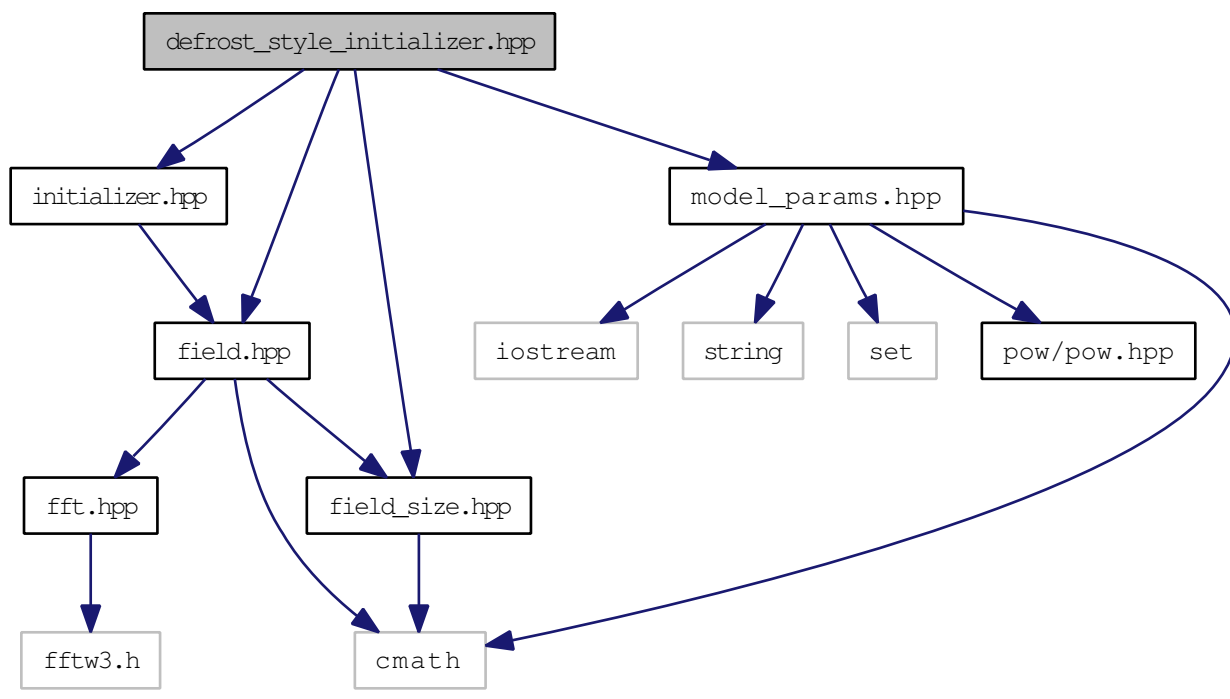 defrost_style_initializer.hpp
initializer.hpp
model_params.hpp
field.hpp
iostream
string
set
pow/pow.hpp
fft.hpp
field_size.hpp
fftw3.h
cmath